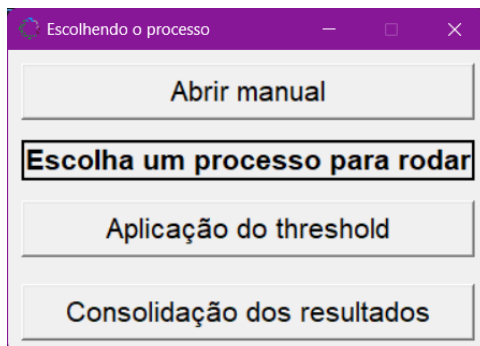 Escolhendo o processo
Abrir manual
Escolha um processo para rodar
Aplicação do threshold
Consolidação dos resultados